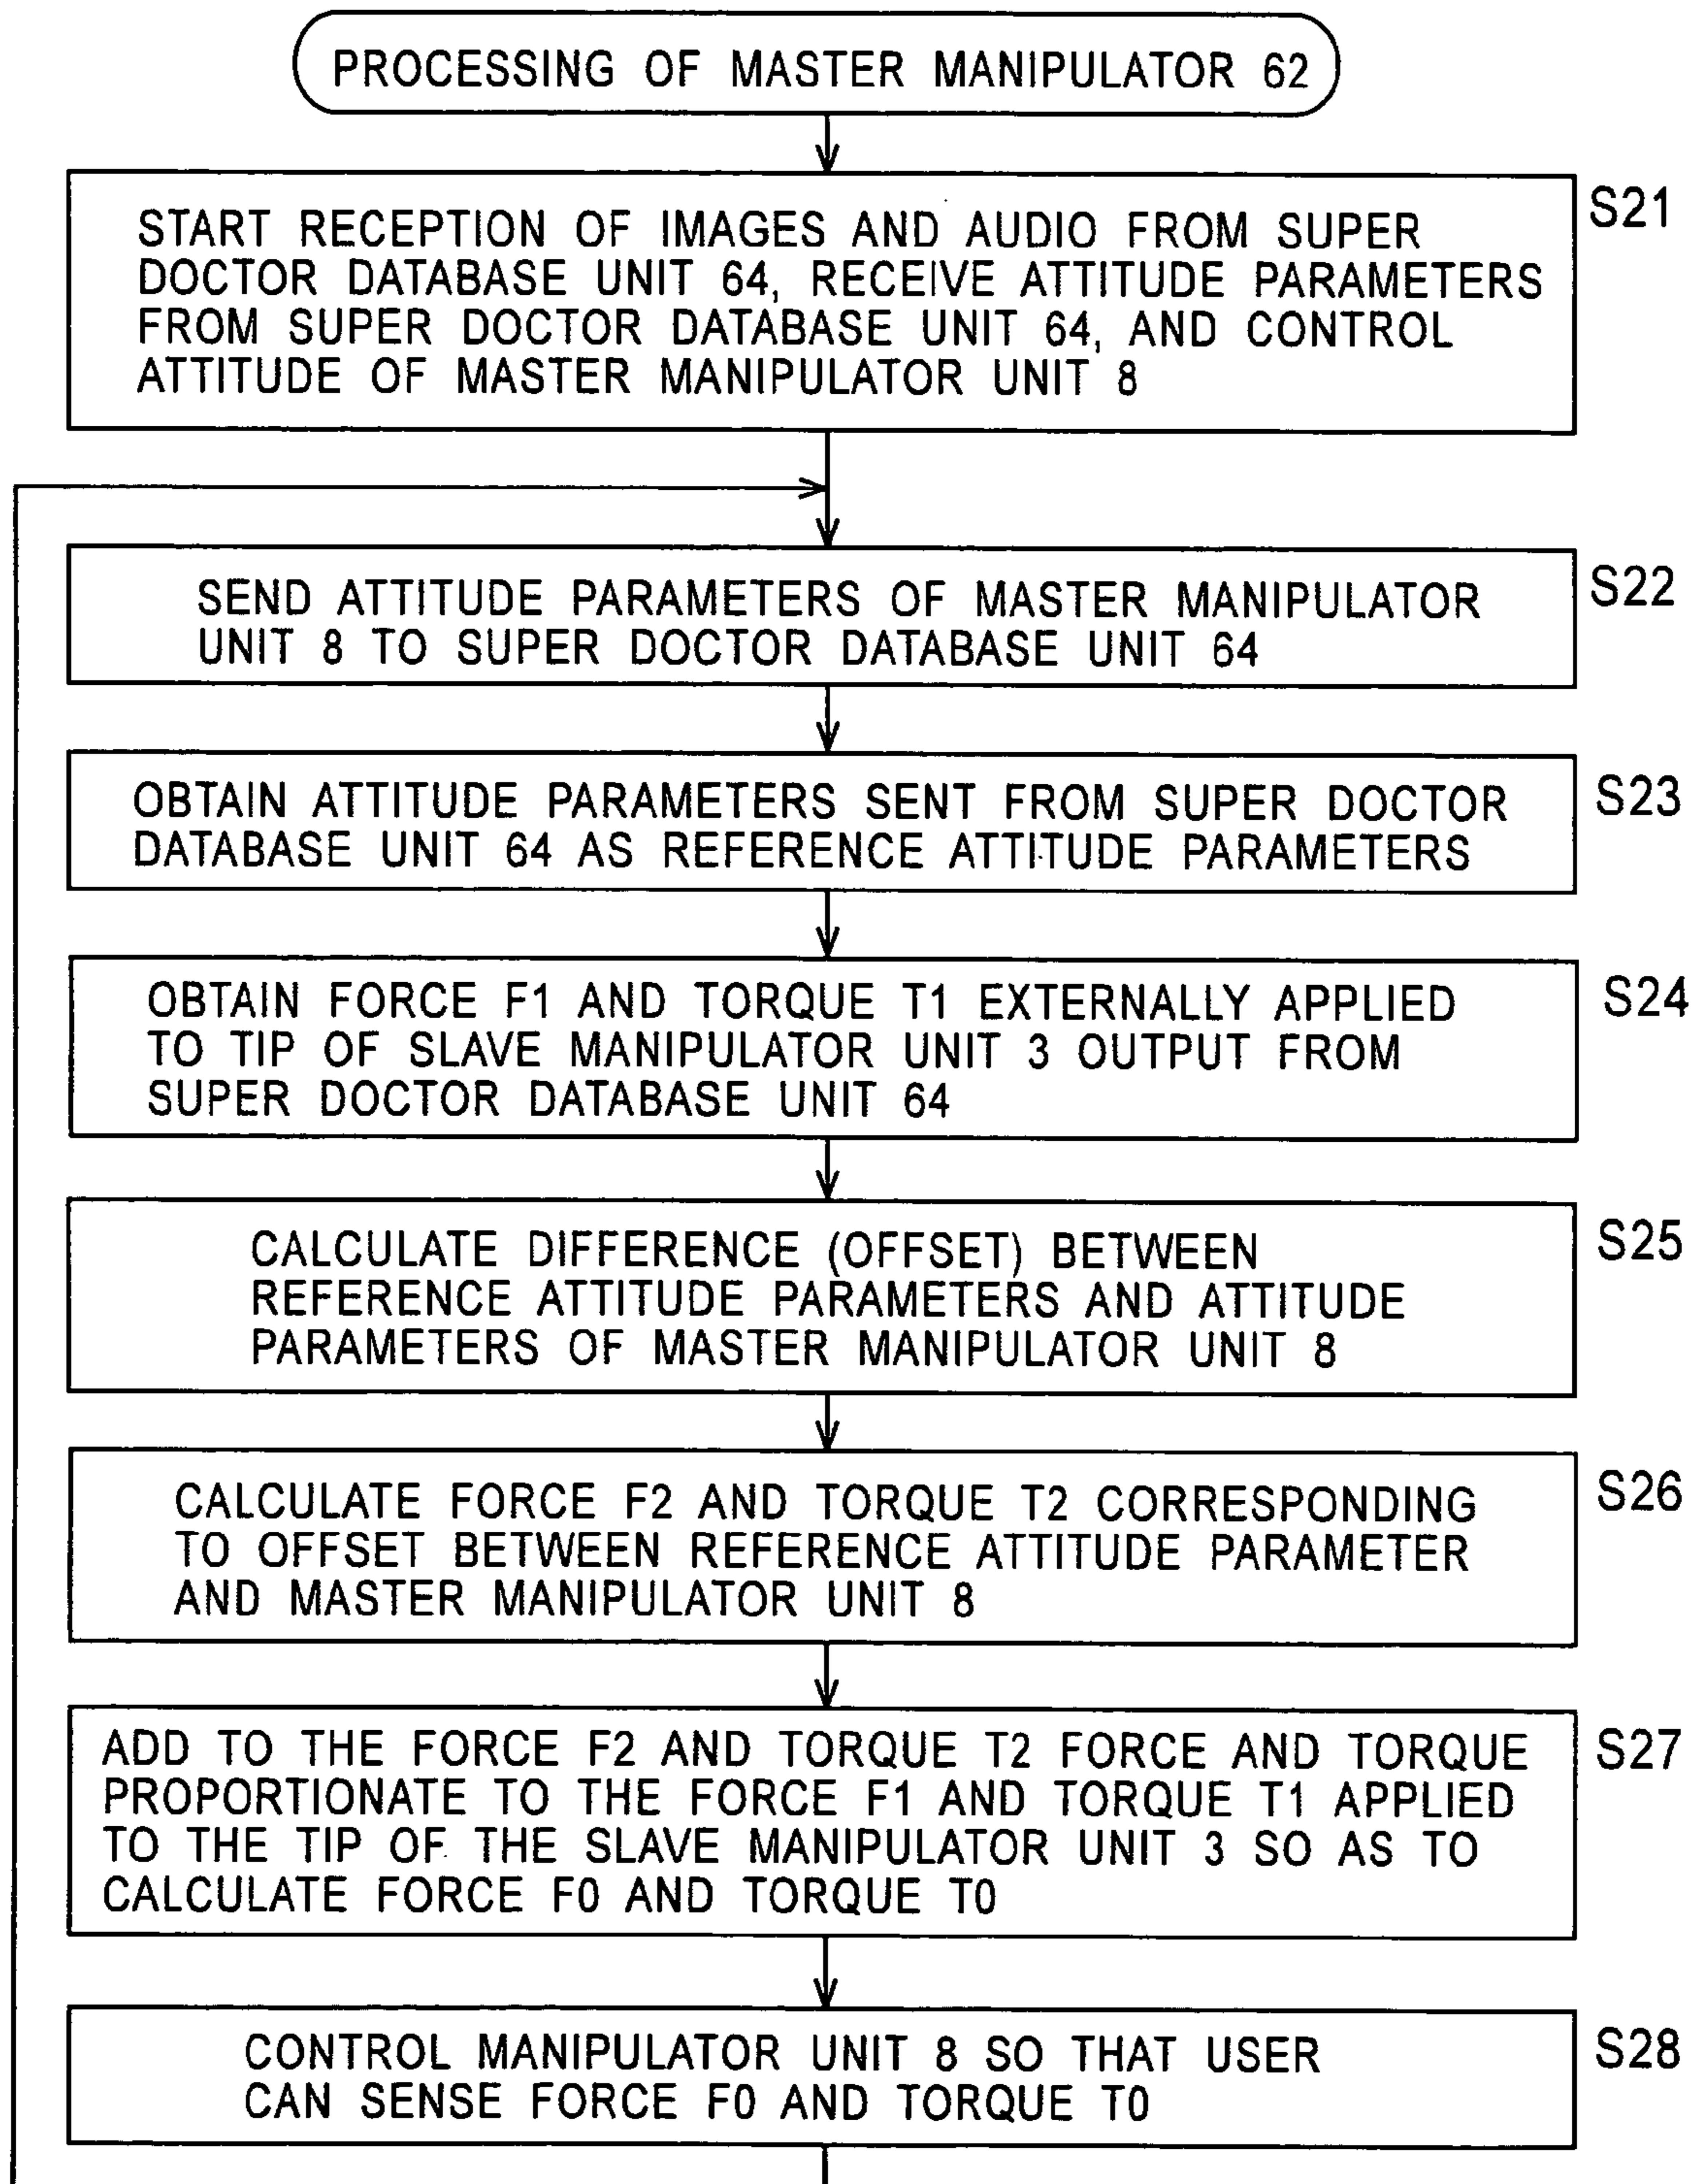 PROCESSING OF MASTER MANIPULATOR 62
START RECEPTION OF IMAGES AND AUDIO FROM SUPER
DOCTOR DATABASE UNIT 64, RECEIVE ATTITUDE PARAMETERS
FROM SUPER DOCTOR DATABASE UNIT 64, AND CONTROL
ATTITUDE OF MASTER MANIPULATOR UNIT 8
S21
SEND ATTITUDE PARAMETERS OF MASTER MANIPULATOR
UNIT 8 TO SUPER DOCTOR DATABASE UNIT 64
S22
OBTAIN ATTITUDE PARAMETERS SENT FROM SUPER DOCTOR
DATABASE UNIT 64 AS REFERENCE ATTITUDE PARAMETERS
S23
OBTAIN FORCE F1 AND TORQUE T1 EXTERNALLY APPLIED
TO TIP OF SLAVE MANIPULATOR UNIT 3 OUTPUT FROM
SUPER DOCTOR DATABASE UNIT 64
S24
CALCULATE DIFFERENCE (OFFSET) BETWEEN
REFERENCE ATTITUDE PARAMETERS AND ATTITUDE
PARAMETERS OF MASTER MANIPULATOR UNIT 8
S25
CALCULATE FORCE F2 AND TORQUE T2 CORRESPONDING
TO OFFSET BETWEEN REFERENCE ATTITUDE PARAMETER
AND MASTER MANIPULATOR UNIT 8
S26
ADD TO THE FORCE F2 AND TORQUE T2 FORCE AND TORQUE
PROPORTIONATE TO THE FORCE F1 AND TORQUE T1 APPLIED
TO THE TIP OF THE SLAVE MANIPULATOR UNIT 3 SO AS TO
CALCULATE FORCE F0 AND TORQUE T0
S27
CONTROL MANIPULATOR UNIT 8 SO THAT USER
CAN SENSE FORCE F0 AND TORQUE T0
S28